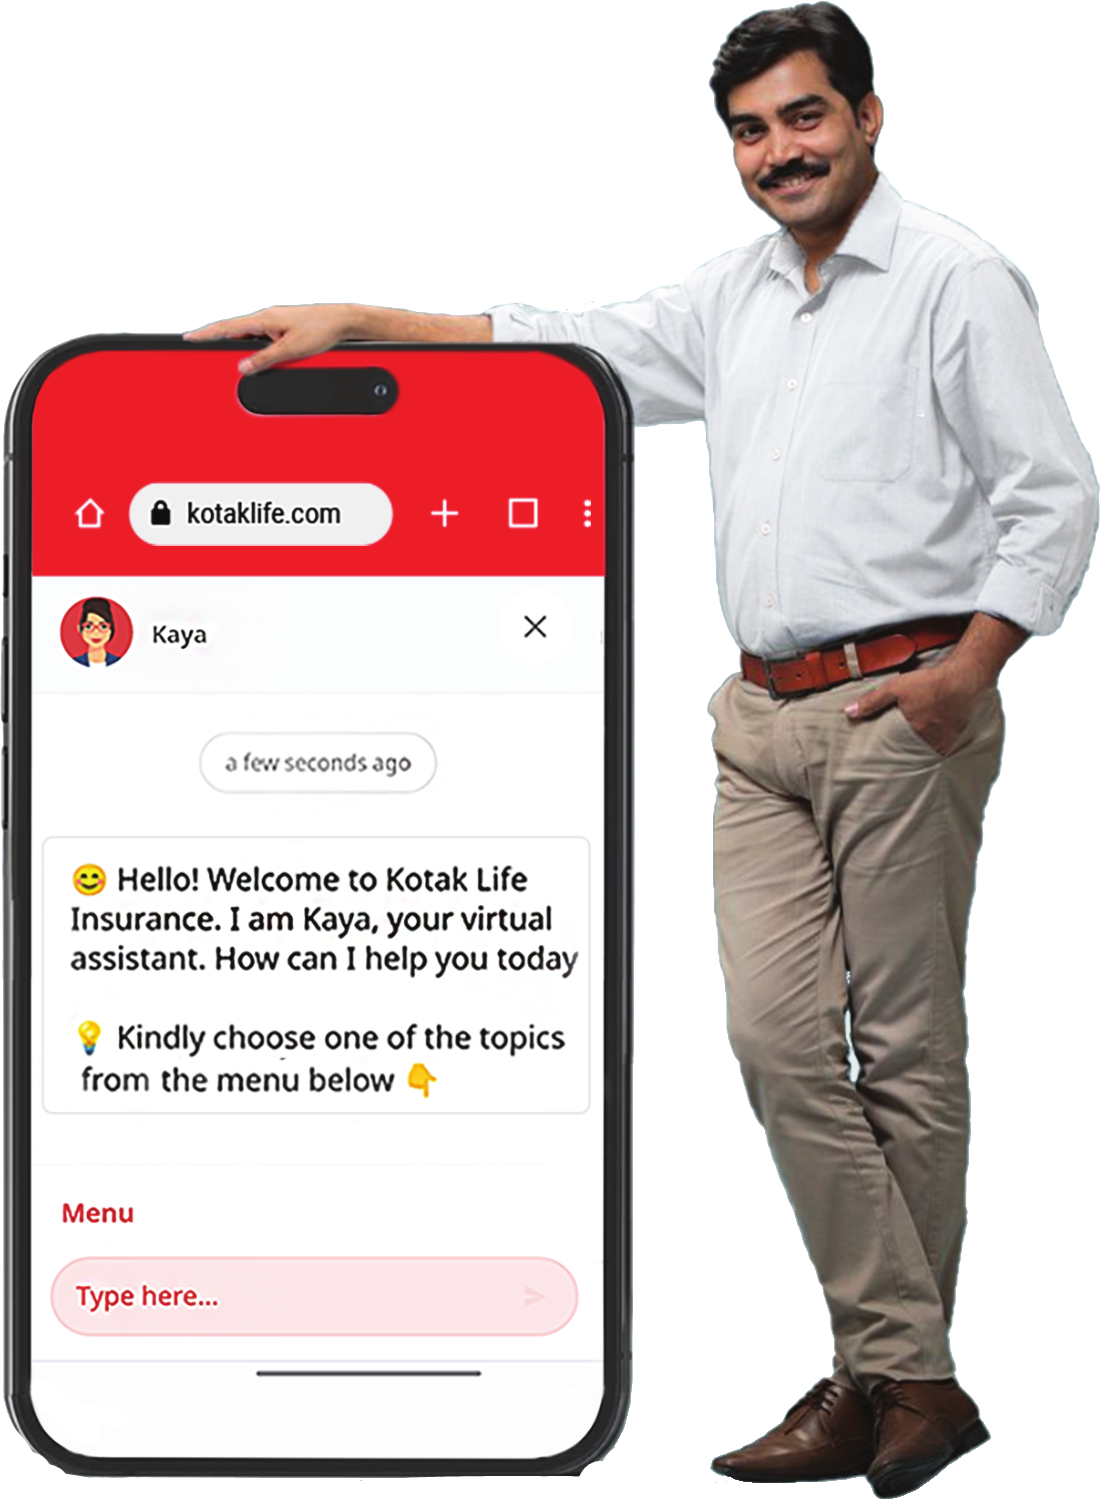 kotaklife.com
Kaya
a few seconds ago
😊 Hello! Welcome to Kotak Life
Insurance. I am Kaya, your virtual
assistant. How can I help you today
💡 Kindly choose one of the topics
from the menu below 👇
Menu
Type here...